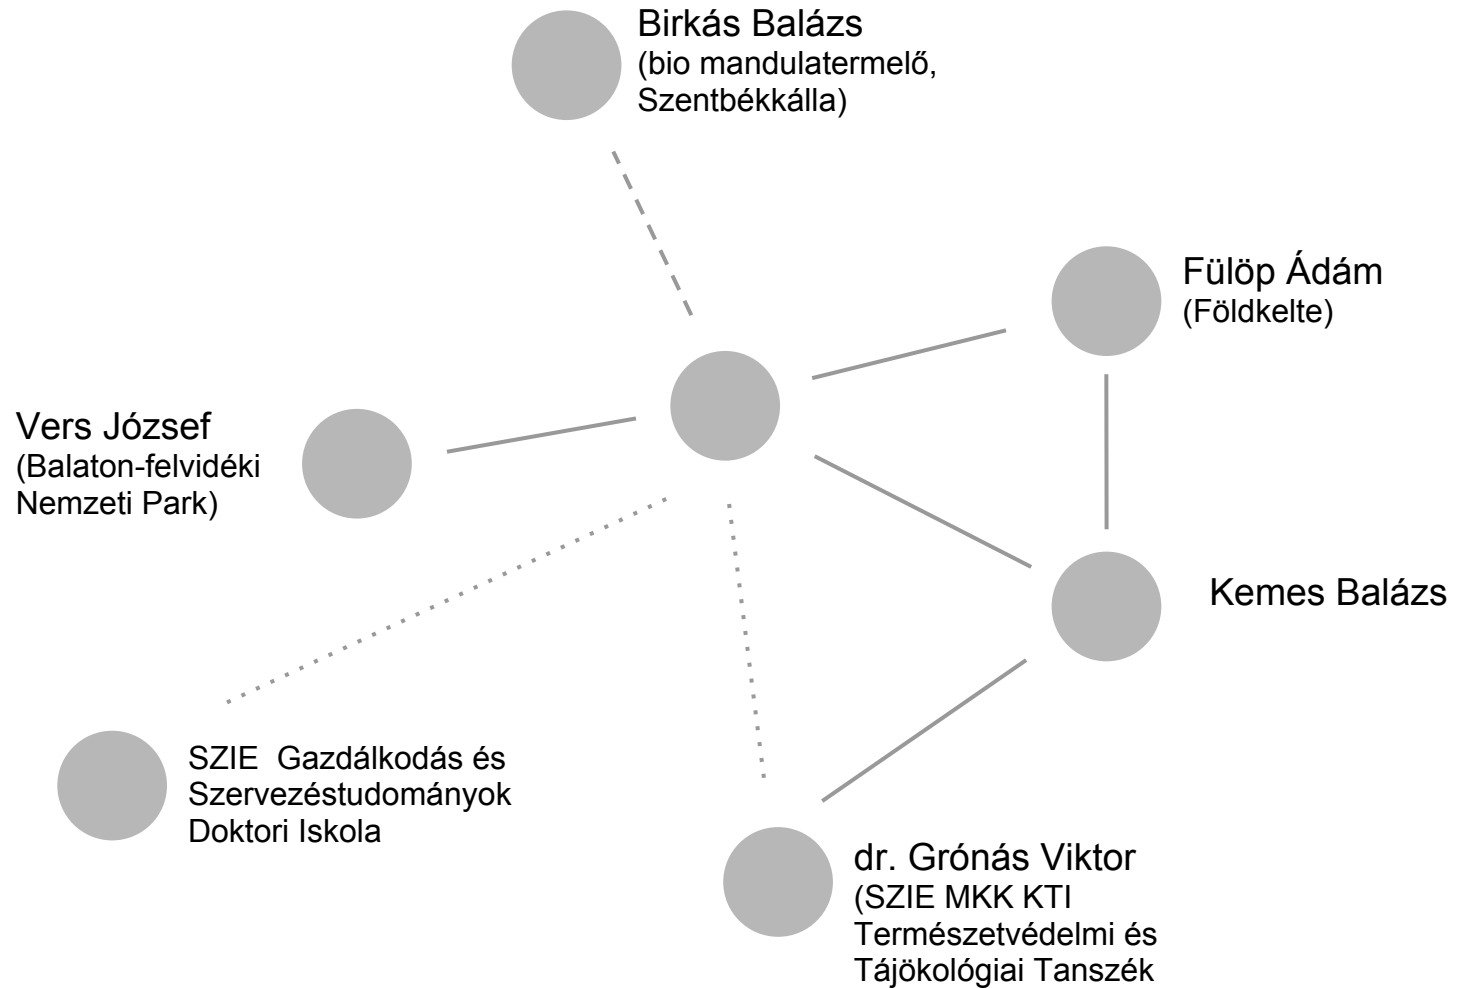 Birkás Balázs
(bio mandulatermelő,
Szentbékkálla)
Fülöp Ádám
(Földkelte)
Vers József
(Balaton-felvidéki
Nemzeti Park)
Kemes Balázs
SZIE  Gazdálkodás és
Szervezéstudományok
Doktori Iskola
dr. Grónás Viktor
(SZIE MKK KTI
Természetvédelmi és
Tájökológiai Tanszék